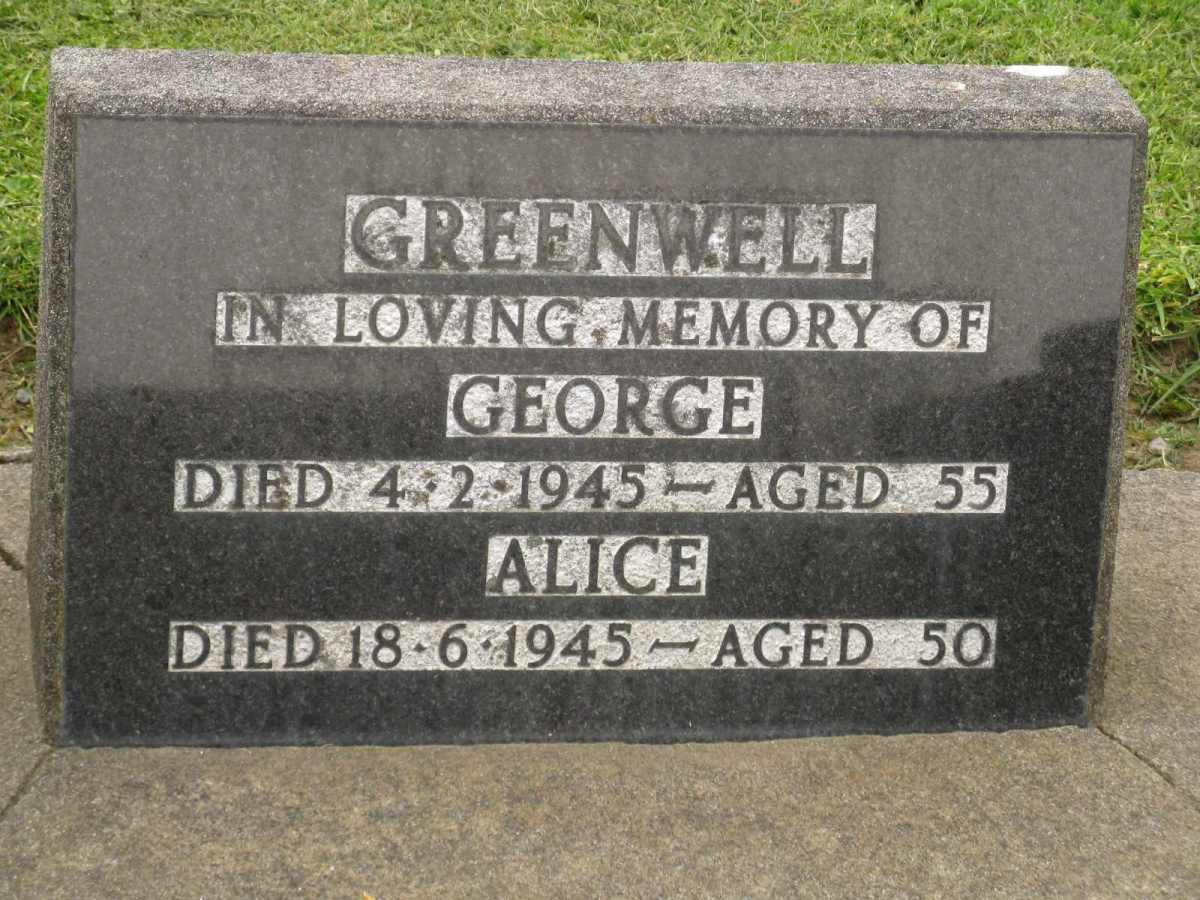 GREENWELL
IN LOVING MEMORY OF
GEORGE
DIED 4·2·1945 — AGED 55
ALICE
DIED 18·6·1945 — AGED 50